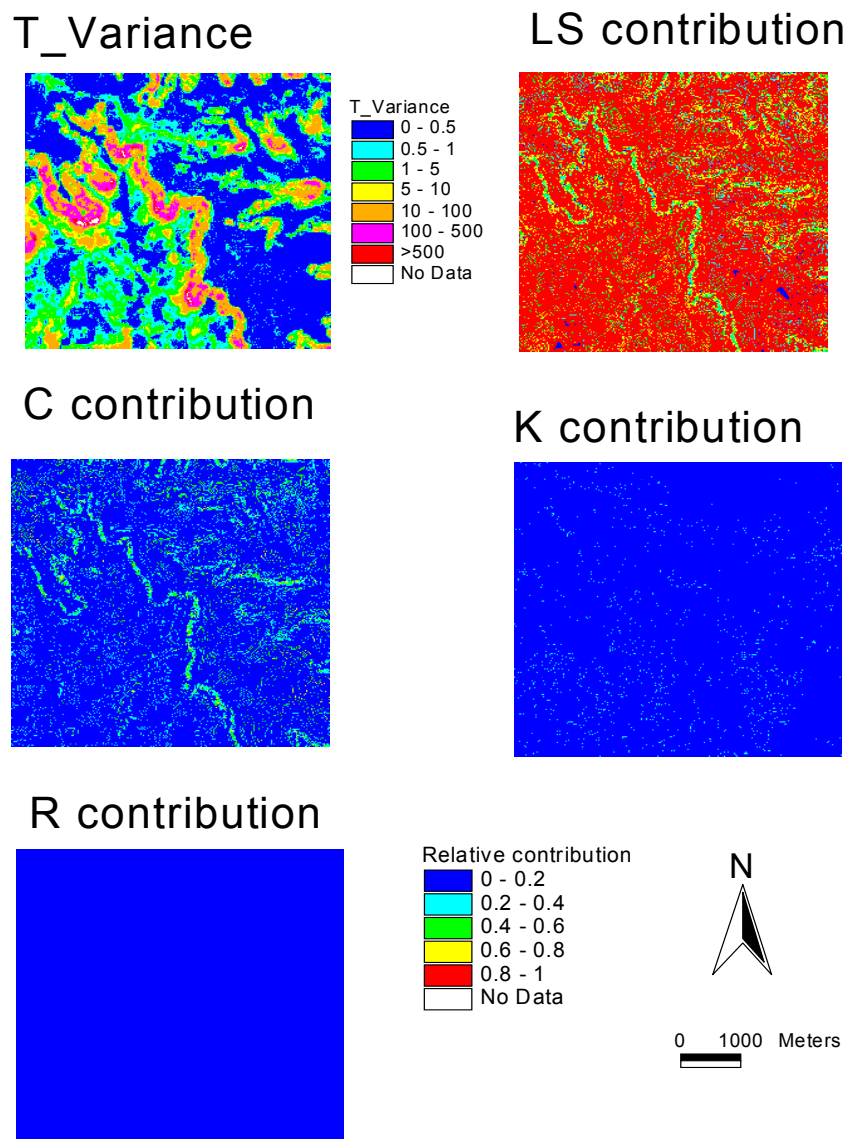 T_Variance
LS contribution
T_Variance
0 - 0.5
0.5 - 1
1 - 5
5 - 10
10 - 100
100 - 500
>500
No Data
C contribution
K contribution
R contribution
Relative contribution
0 - 0.2
0.2 - 0.4
0.4 - 0.6
0.6 - 0.8
0.8 - 1
No Data
N
0 1000 Meters